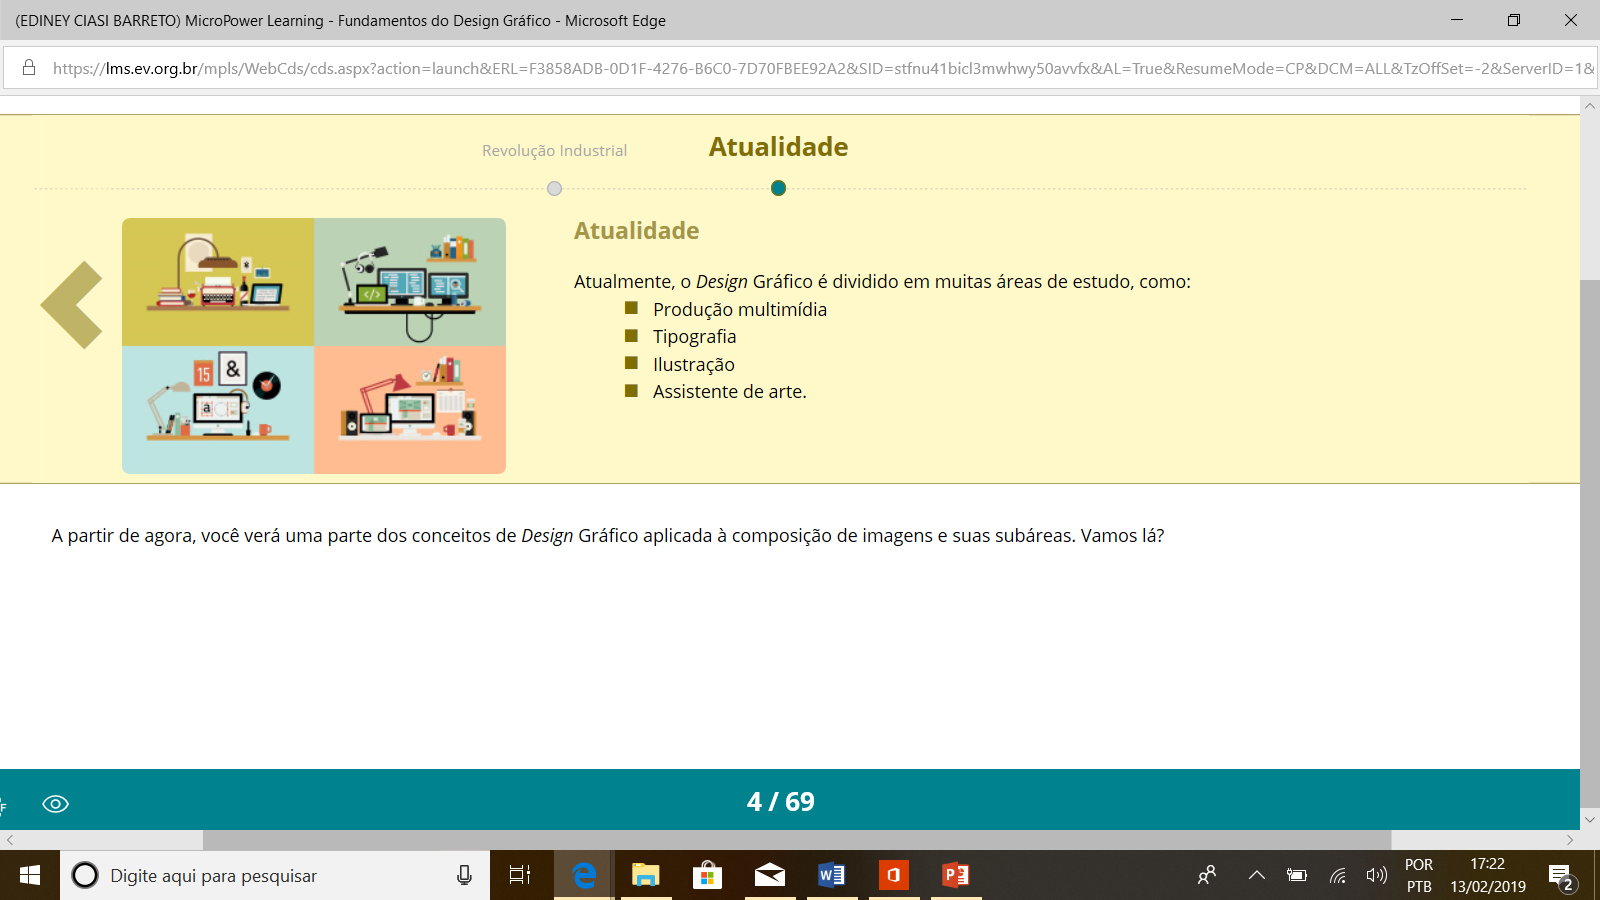 (EDINEY CIASI BARRETO) MicroPower Learning - Fundamentos do Design Gráfico - Microsoft Edge
https://lms.ev.org.br/mpls/WebCds/cds.aspx?action=launch&ERL=F3858ADB-0D1F-4276-B6C0-7D70FBEE92A2&SID=stfnu41bicl3mwhwy50avvfx&AL=True&ResumeMode=CP&DCM=ALL&TzOffSet=-2&ServerID=1&
Revolução Industrial
Atualidade
15
&
a
Atualidade
Atualmente, o Design Gráfico é dividido em muitas áreas de estudo, como:
Produção multimídia
Tipografia
Ilustração
Assistente de arte.
A partir de agora, você verá uma parte dos conceitos de Design Gráfico aplicada à composição de imagens e suas subáreas. Vamos lá?
4 / 69
Digite aqui para pesquisar
POR
PTB
17:22
13/02/2019
2